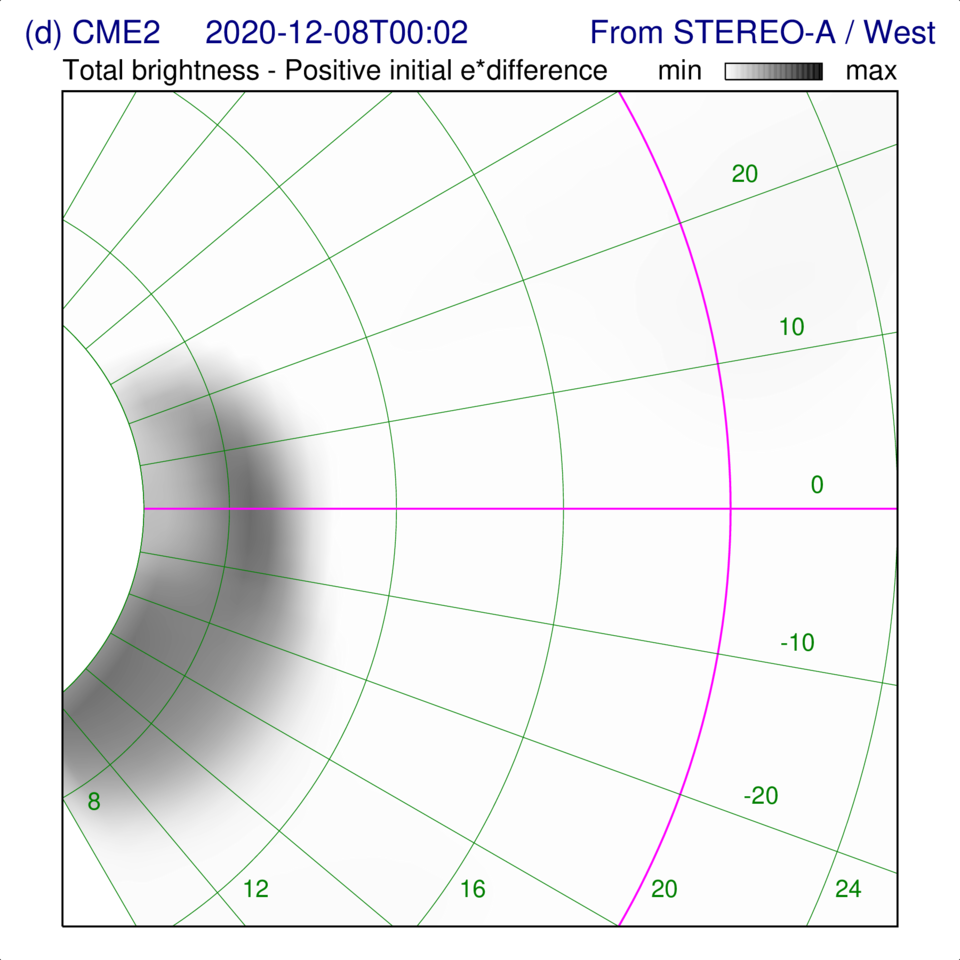 (d) CME2 2020-12-08T00:02 From STEREO-A / West
Total brightness - Positive initial e*difference min max
20
10
0
-10
-20
8
12 16 20 24